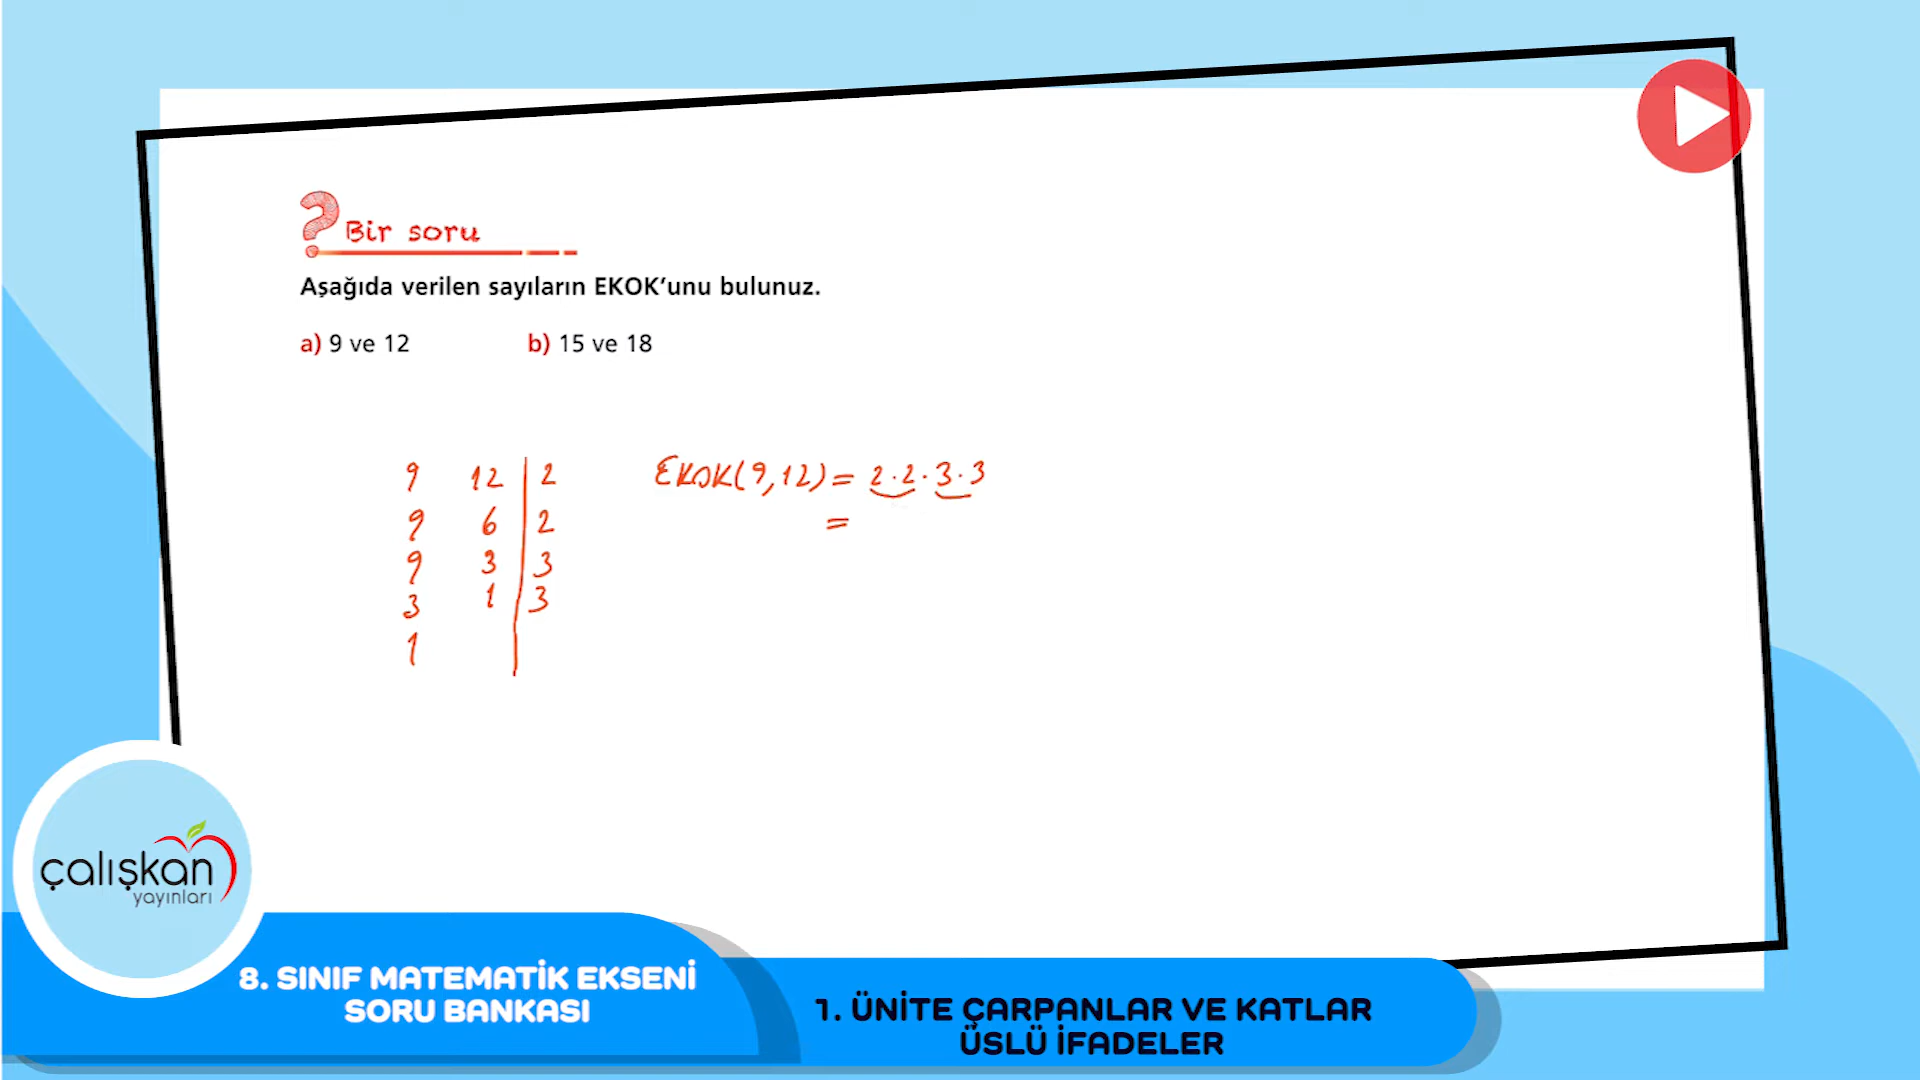 ?
Bir soru
Aşağıda verilen sayıların EKOK’unu bulunuz.
a) 9 ve 12 b) 15 ve 18
9 12 | 2 EKOK(9,12) = 2·2·3·3
9 6 | 2 =
9 3 | 3
3 1 | 3
1
çalışkan
yayınları
8. SINIF MATEMATİK EKSENİ
SORU BANKASI
1. ÜNİTE ÇARPANLAR VE KATLAR
ÜSLÜ İFADELER